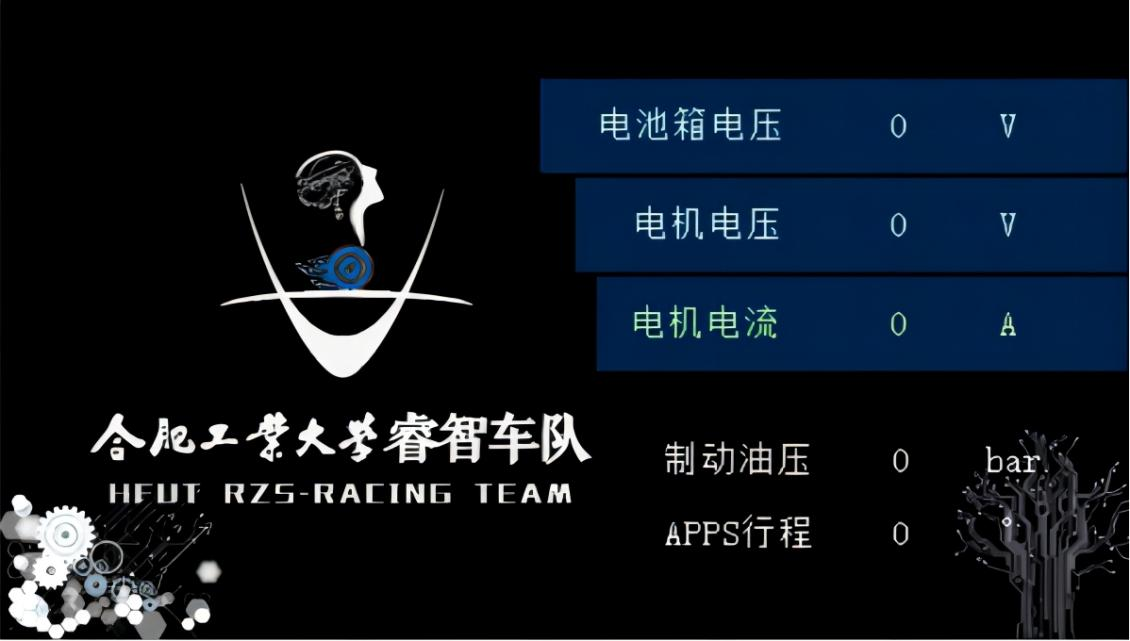 电池箱电压 0 V
电机电压 0 V
电机电流 0 A
合肥工业大学睿智车队
HFUT RZS-RACING TEAM
制动油压 0 bar
APPS行程 0